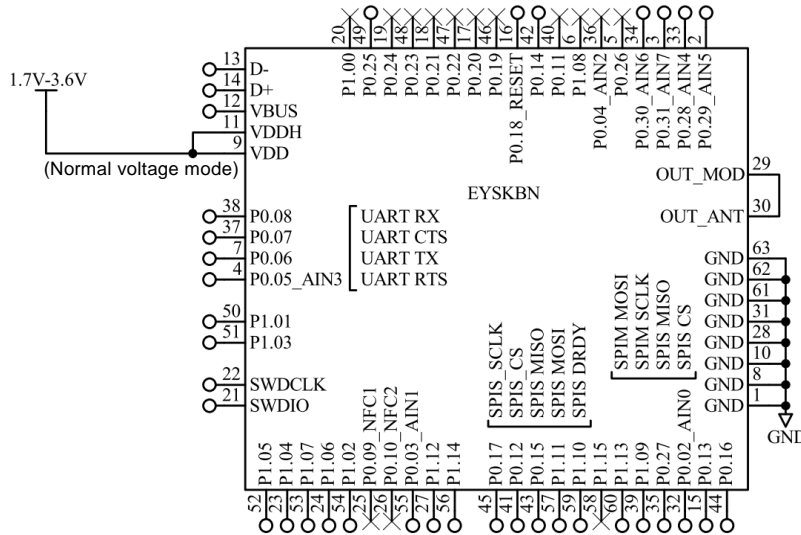 20 49 19 48 18 47 17 46 16 42 40 6 36 5 34 3 33 2
P1.00
P0.25
P0.24
P0.23
P0.21
P0.22
P0.20
P0.19
P0.18_RESET
P0.14
P0.11
P1.08
P0.04_AIN2
P0.26
P0.30_AIN6
P0.31_AIN7
P0.28_AIN4
P0.29_AIN5
1.7V-3.6V
13 D-
14 D+
12 VBUS
11 VDDH
9 VDD
(Normal voltage mode)
EYSKBN
OUT_MOD 29
OUT_ANT 30
38 P0.08 UART RX
37 P0.07 UART CTS
7 P0.06 UART TX
4 P0.05_AIN3 UART RTS
50 P1.01
51 P1.03
22 SWDCLK
21 SWDIO
GND 63
GND 62
GND 61
GND 31
GND 28
GND 10
GND 8
GND 1
GND
SPIS_SCLK
SPIS_CS
SPIS MISO
SPIS MOSI
SPIS DRDY
SPIM MOSI
SPIM SCLK
SPIS MISO
SPIS CS
P1.05
P1.04
P1.07
P1.06
P1.02
P0.09_NFC1
P0.10_NFC2
P0.03_AIN1
P1.12
P1.14
P0.17
P0.12
P0.15
P1.11
P1.10
P1.15
P1.13
P1.09
P0.27
P0.02_AIN0
P0.13
P0.16
52 23 53 24 54 25 26 55 27 56 45 41 43 57 59 58 60 39 35 32 15 44